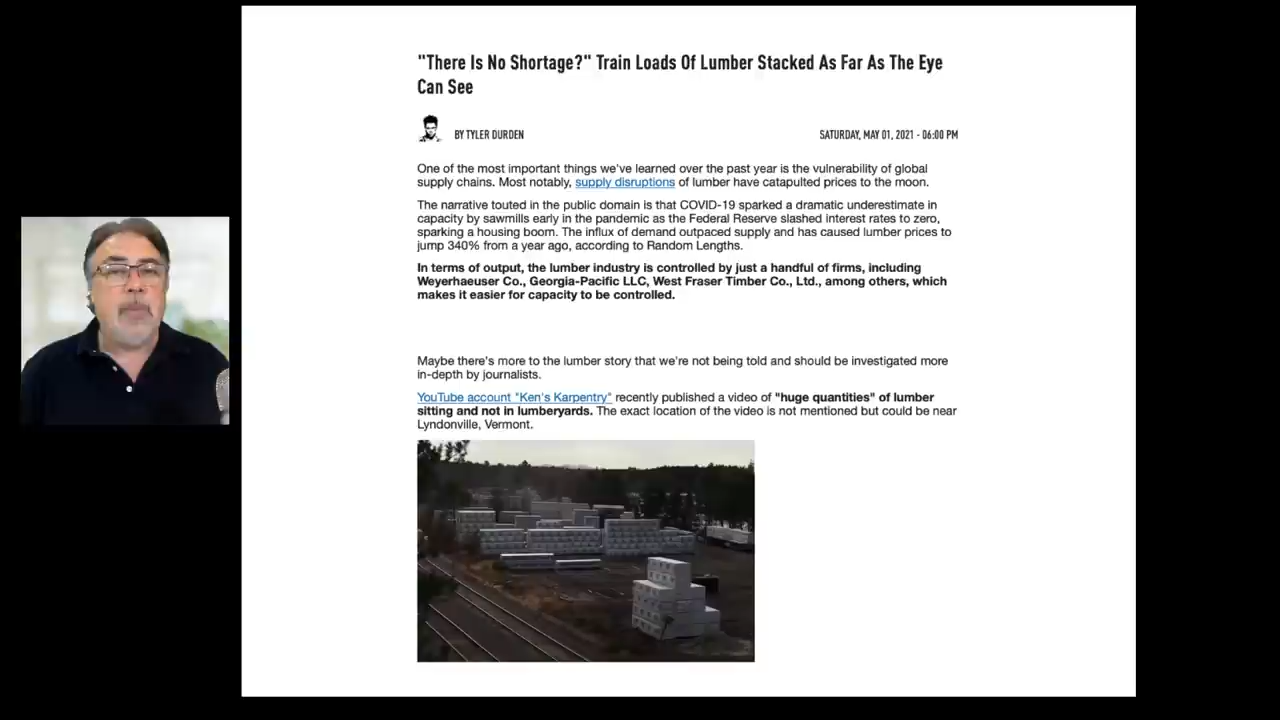 "There Is No Shortage?" Train Loads Of Lumber Stacked As Far As The Eye
Can See
BY TYLER DURDEN
SATURDAY, MAY 01, 2021 - 06:00 PM
One of the most important things we've learned over the past year is the vulnerability of global
supply chains. Most notably, supply disruptions of lumber have catapulted prices to the moon.
The narrative touted in the public domain is that COVID-19 sparked a dramatic underestimate in
capacity by sawmills early in the pandemic as the Federal Reserve slashed interest rates to zero,
sparking a housing boom. The influx of demand outpaced supply and has caused lumber prices to
jump 340% from a year ago, according to Random Lengths.
In terms of output, the lumber industry is controlled by just a handful of firms, including
Weyerhaeuser Co., Georgia-Pacific LLC, West Fraser Timber Co., Ltd., among others, which
makes it easier for capacity to be controlled.
Maybe there's more to the lumber story that we're not being told and should be investigated more
in-depth by journalists.
YouTube account "Ken's Karpentry" recently published a video of "huge quantities" of lumber
sitting and not in lumberyards. The exact location of the video is not mentioned but could be near
Lyndonville, Vermont.